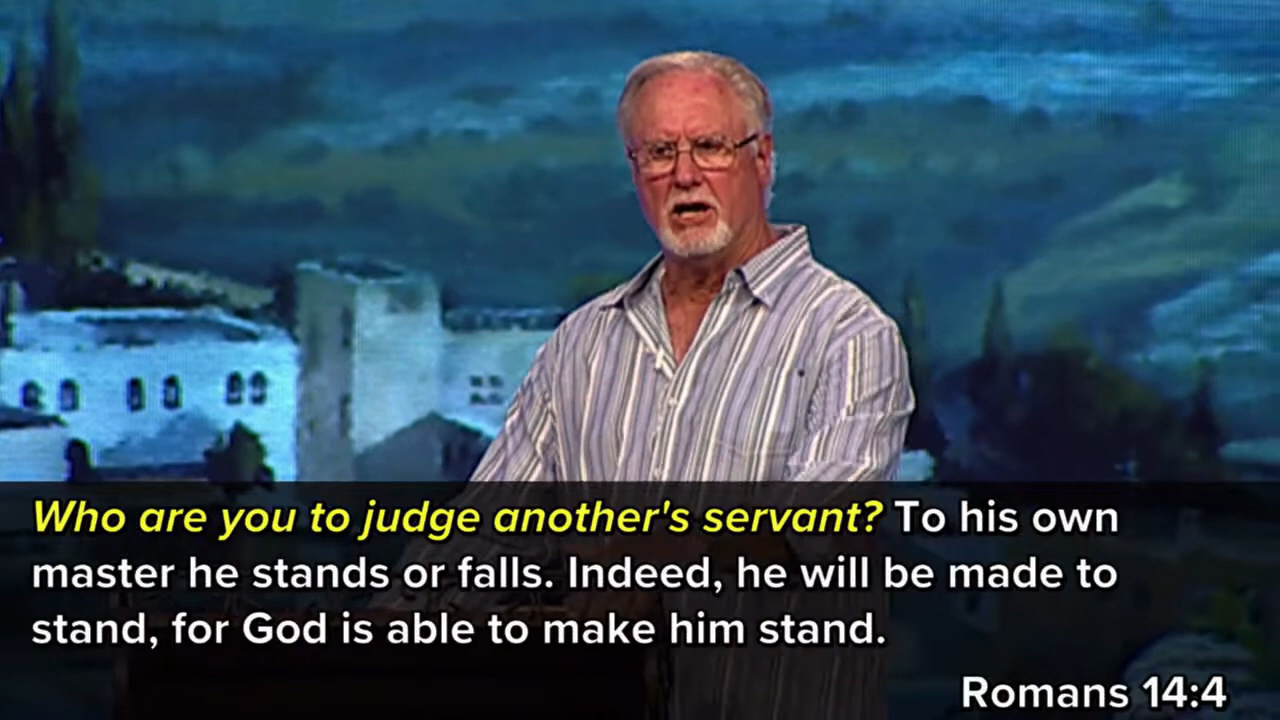 Who are you to judge another's servant? To his own
master he stands or falls. Indeed, he will be made to
stand, for God is able to make him stand.
Romans 14:4